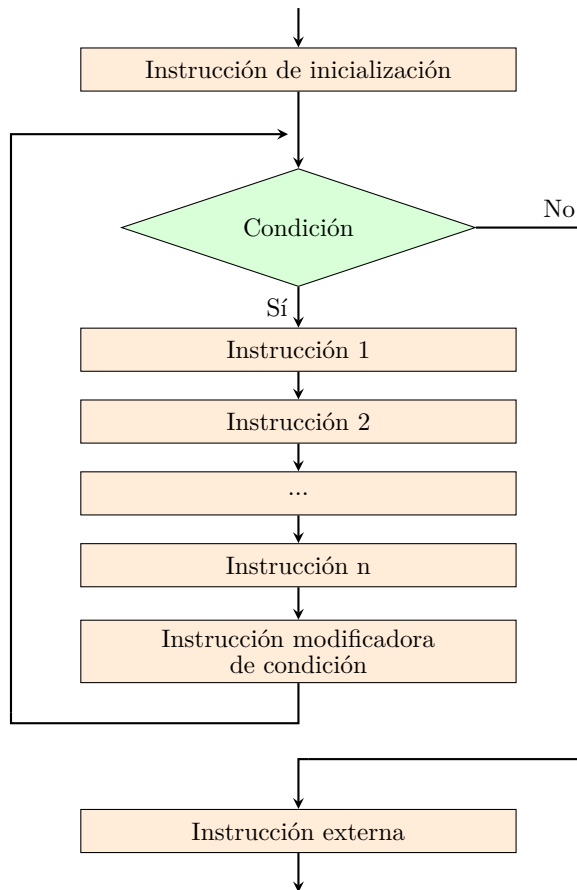 Instrucción de inicialización
Condición
No
Sí
Instrucción 1
Instrucción 2
...
Instrucción n
Instrucción modificadora
de condición
Instrucción externa